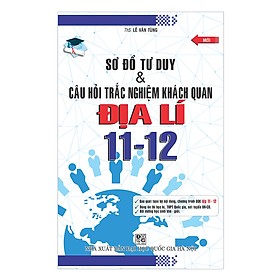 ThS. LÊ VĂN TÙNG
MỚI
SƠ ĐỒ TƯ DUY
&
CÂU HỎI TRẮC NGHIỆM KHÁCH QUAN
ĐỊA LÍ
11-12
NHÀ XUẤT BẢN ĐẠI HỌC QUỐC GIA HÀ NỘI